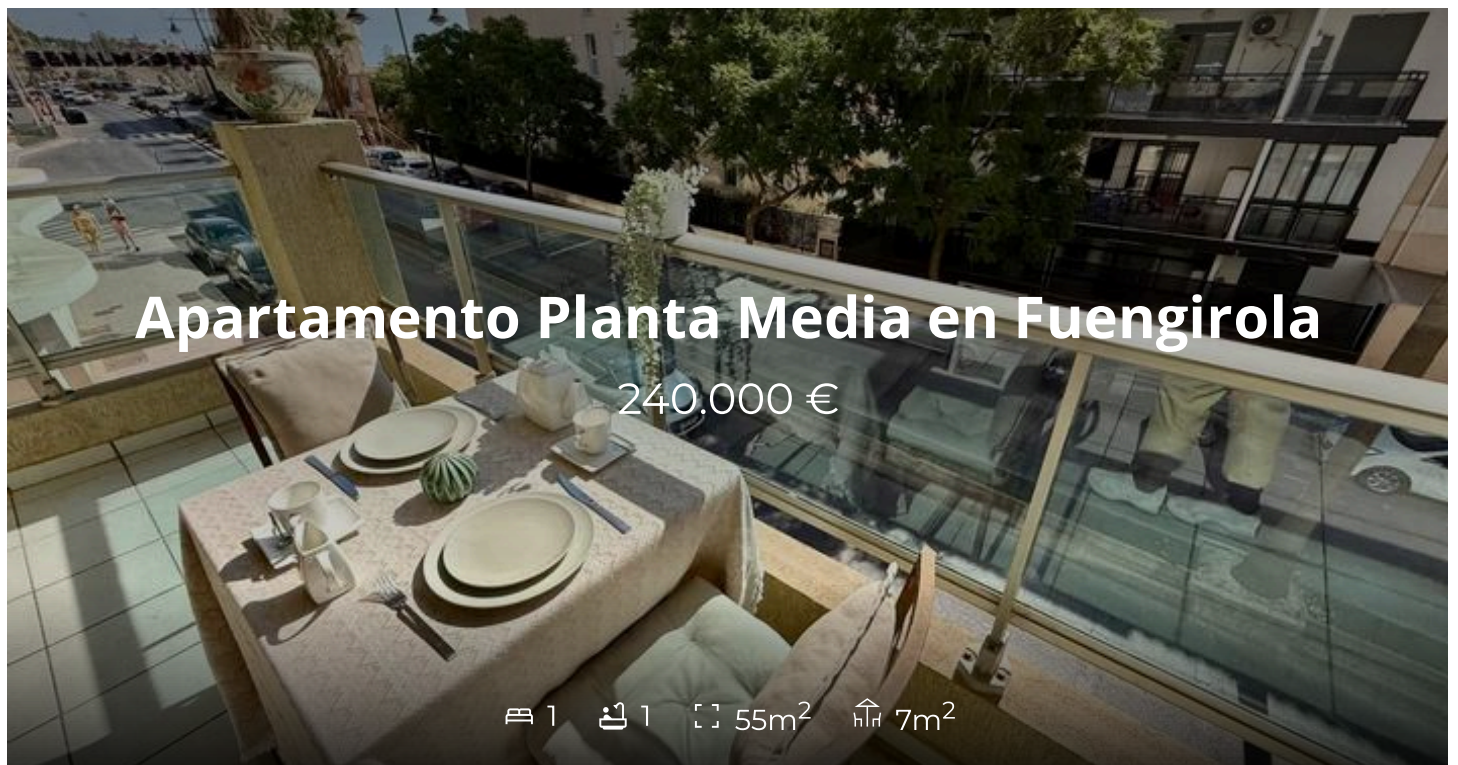 Apartamento Planta Media en Fuengirola
240.000 €
1 1 55m² 7m²